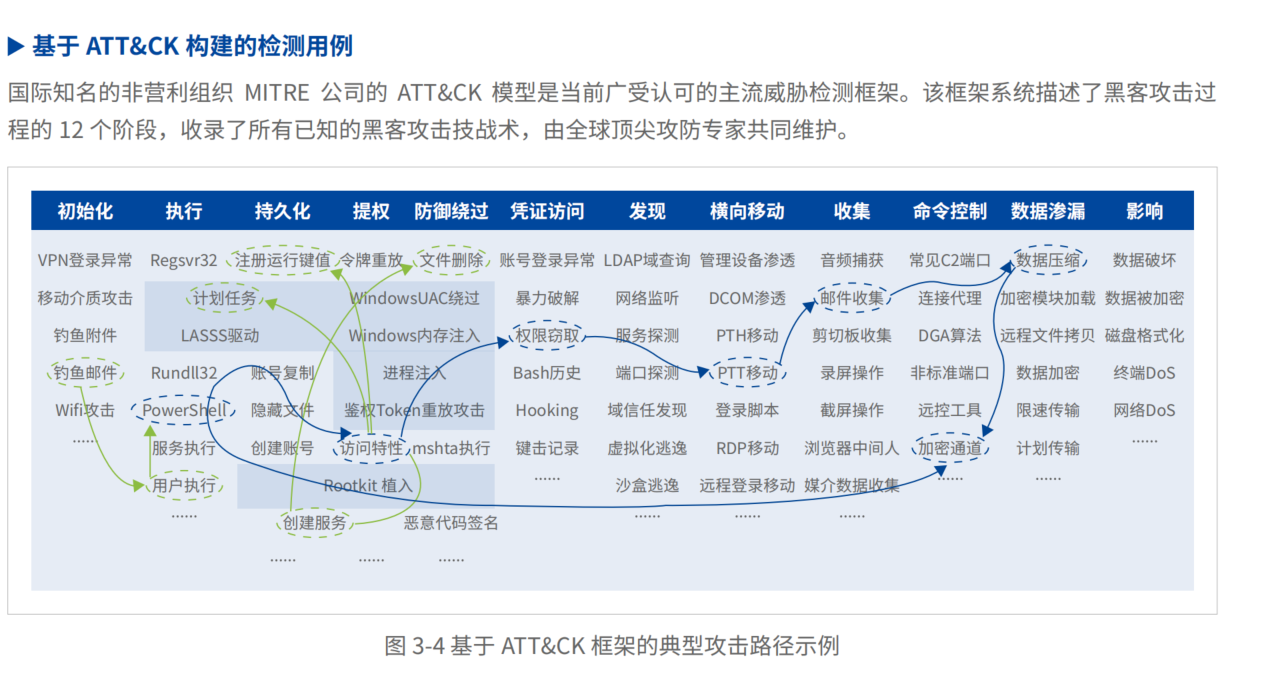 ▶ 基于 ATT&CK 构建的检测用例
国际知名的非营利组织 MITRE 公司的 ATT&CK 模型是当前广受认可的主流威胁检测框架。该框架系统描述了黑客攻击过
程的 12 个阶段，收录了所有已知的黑客攻击技战术，由全球顶尖攻防专家共同维护。
初始化 执行 持久化 提权 防御绕过 凭证访问 发现 横向移动 收集 命令控制 数据渗漏 影响
VPN登录异常 Regsvr32 注册运行键值 令牌重放 文件删除 账号登录异常 LDAP域查询 管理设备渗透 音频捕获 常见C2端口 数据压缩 数据破坏
移动介质攻击 计划任务 WindowsUAC绕过 暴力破解 网络监听 DCOM渗透 邮件收集 连接代理 加密模块加载 数据被加密
钓鱼附件 LASSS驱动 Windows内存注入 权限窃取 服务探测 PTH移动 剪切板收集 DGA算法 远程文件拷贝 磁盘格式化
钓鱼邮件 Rundll32 账号复制 进程注入 Bash历史 端口探测 PTT移动 录屏操作 非标准端口 数据加密 终端DoS
Wifi攻击 PowerShell 隐藏文件 鉴权Token重放攻击 Hooking 域信任发现 登录脚本 截屏操作 远控工具 限速传输 网络DoS
...... 服务执行 创建账号 访问特性 mshta执行 键击记录 虚拟化逃逸 RDP移动 浏览器中间人 加密通道 计划传输 ......
用户执行 Rootkit 植入 ...... 沙盒逃逸 远程登录移动 媒介数据收集 ...... ......
...... 创建服务 恶意代码签名 ...... ...... ......
...... ...... ......
图 3-4 基于 ATT&CK 框架的典型攻击路径示例